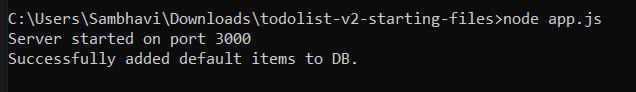 C:\Users\Sambhavi\Downloads\todolist-v2-starting-files>node app.js
Server started on port 3000
Successfully added default items to DB.